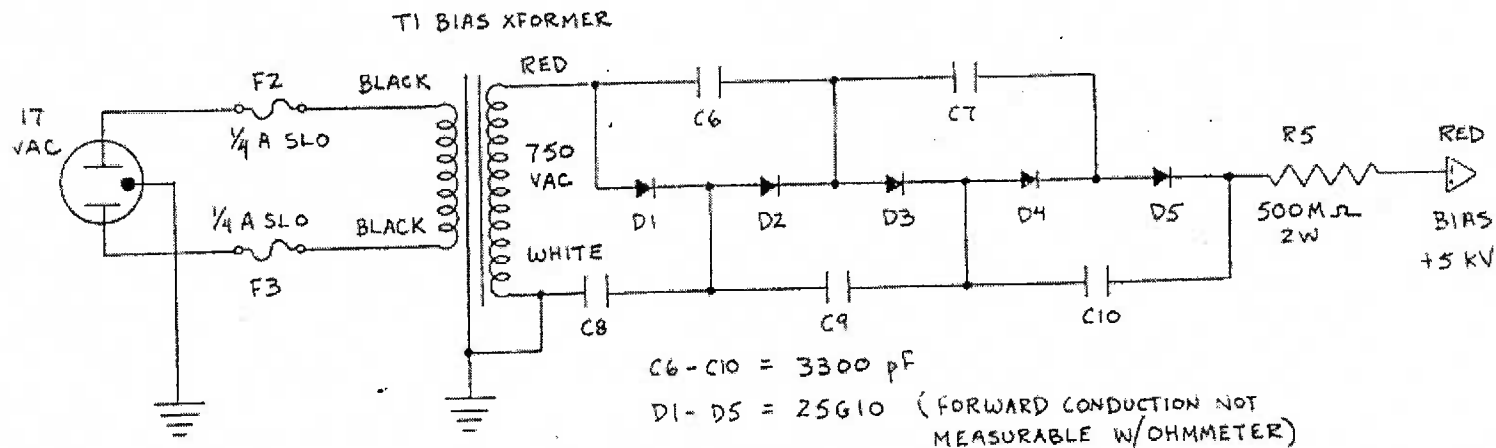 T1 BIAS XFORMER
17
VAC
F2
1/4 A SLO
BLACK
RED
C6
C7
750
VAC
D1
D2
D3
D4
D5
R5
500MΩ
2W
RED
BIAS
+5 KV
1/4 A SLO
F3
BLACK
WHITE
C8
C9
C10
C6-C10 = 3300 pF
D1-D5 = 25G10 (FORWARD CONDUCTION NOT
MEASURABLE W/OHMMETER)